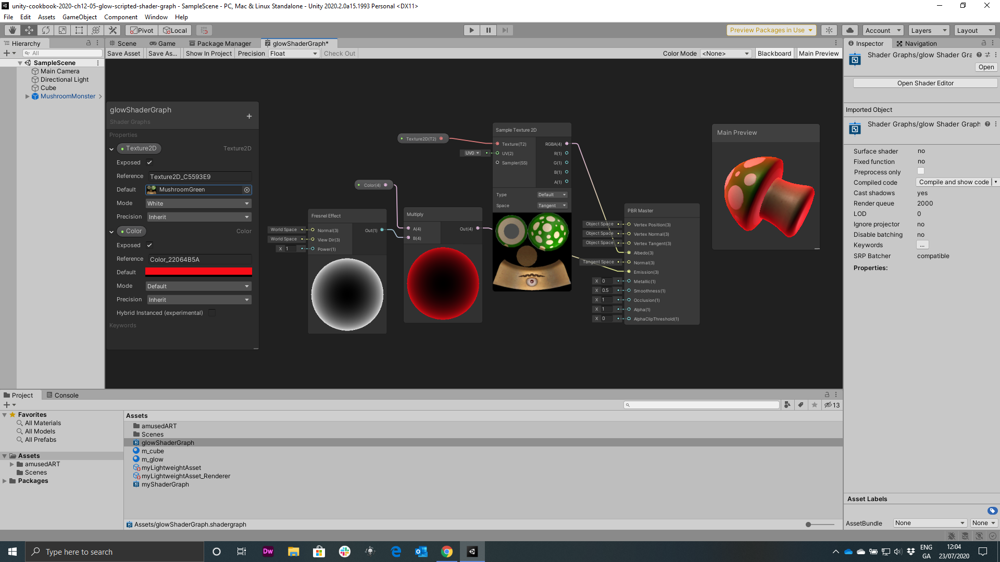 unity-cookbook-2020-ch12-05-glow-scripted-shader-graph - SampleScene - PC, Mac & Linux Standalone - Unity 2020.2.0a15.1993 Personal <DX11>
File Edit Assets GameObject Component Window Help
Pivot Local Preview Packages in Use Account Layers Layout
Hierarchy
All
SampleScene
Main Camera
Directional Light
Cube
MushroomMonster
Scene Game Package Manager glowShaderGraph*
Save Asset Save As... Show In Project Precision Float Check Out Color Mode <None> Blackboard Main Preview
glowShaderGraph
Shader Graphs
Properties
Texture2D Texture2D
Exposed
Reference Texture2D_C5593E9
Default MushroomGreen
Mode White
Precision Inherit
Color Color
Exposed
Reference Color_22064B5A
Default
Mode Default
Precision Inherit
Hybrid Instanced (experimental)
Keywords
Texture2D(T2)
UV0
Color(4)
Fresnel Effect
World Space Normal(3) Out(1)
World Space View Dir(3)
X 1 Power(1)
Multiply
A(4) Out(4)
B(4)
Sample Texture 2D
Texture(T2) RGBA(4)
UV(2) R(1)
Sampler(SS) G(1)
B(1)
A(1)
Type Default
Space Tangent
PBR Master
Object Space Vertex Position(3)
Object Space Vertex Normal(3)
Object Space Vertex Tangent(3)
Albedo(3)
Tangent Space Normal(3)
Emission(3)
X 0 Metallic(1)
X 0.5 Smoothness(1)
X 1 Occlusion(1)
X 1 Alpha(1)
X 0 AlphaClipThreshold(1)
Main Preview
Inspector Navigation
Shader Graphs/glow Shader Gra
Open
Open Shader Editor
Imported Object
Shader Graphs/glow Shader Graph
Surface shader no
Fixed function no
Preprocess only
Compiled code Compile and show code
Cast shadows yes
Render queue 2000
LOD 0
Ignore projector no
Disable batching no
Keywords ...
SRP Batcher compatible
Properties:
Asset Labels
AssetBundle None None
Project Console
13
Favorites
All Materials
All Models
All Prefabs
Assets
amusedART
Scenes
Packages
Assets
amusedART
Scenes
glowShaderGraph
m_cube
m_glow
myLightweightAsset
myLightweightAsset_Renderer
myShaderGraph
Assets/glowShaderGraph.shadergraph
Type here to search
Dw
ENG
GA
12:04
23/07/2020